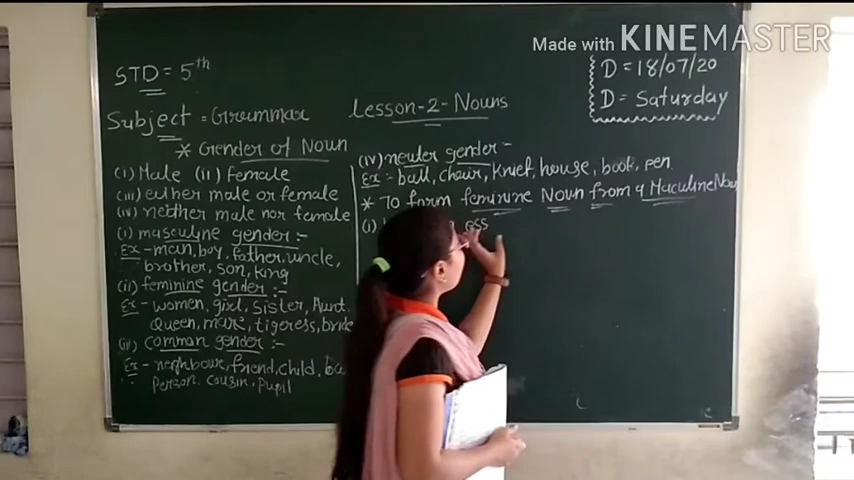 Made with KINEMASTER
STD = 5th
D = 18/07/20
D = Saturday
Subject = Grammar
Lesson-2-Nouns
* Gender of Noun
(i) Male (ii) Female
(iii) either male or female
(iv) neither male nor female
(i) masculine gender :-
Ex - man, boy, father, uncle,
brother, son, king
(ii) feminine gender :-
Ex - women, girl, sister, Aunt,
Queen, mare, tigeress, bride
(iii) comman gender :-
Ex - neighbour, friend, child,
person, cousin, pupil
(iv) neuter gender :-
Ex - ball, chair, knief, house, book, pen
* To form feminine Noun from a Masculine Noun
(i) ess